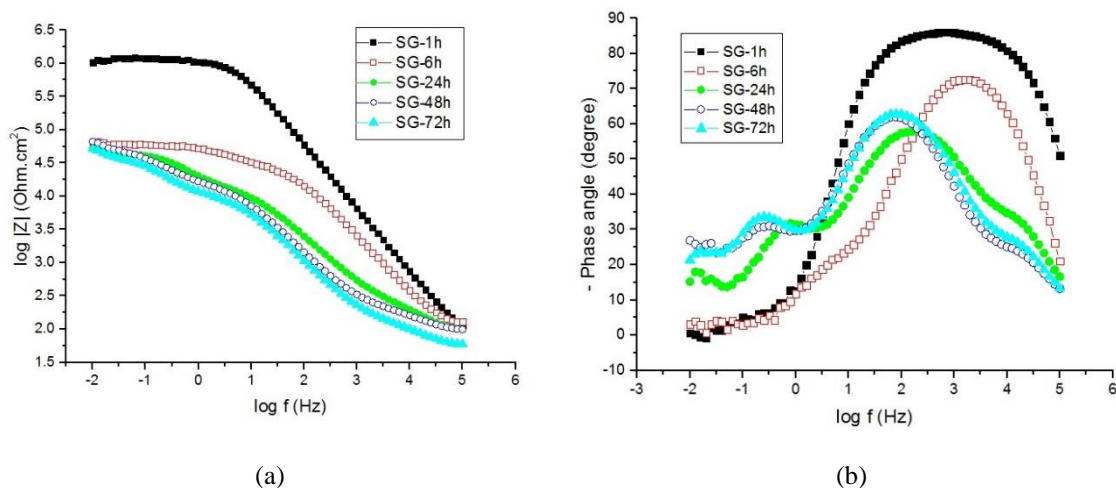 log |Z| (Ohm.cm²)
6.5
6.0
5.5
5.0
4.5
4.0
3.5
3.0
2.5
2.0
1.5
-2 -1 0 1 2 3 4 5 6
log f (Hz)
SG-1h
SG-6h
SG-24h
SG-48h
SG-72h
(a)
- Phase angle (degree)
90
80
70
60
50
40
30
20
10
0
-10
-3 -2 -1 0 1 2 3 4 5 6
log f (Hz)
SG-1h
SG-6h
SG-24h
SG-48h
SG-72h
(b)